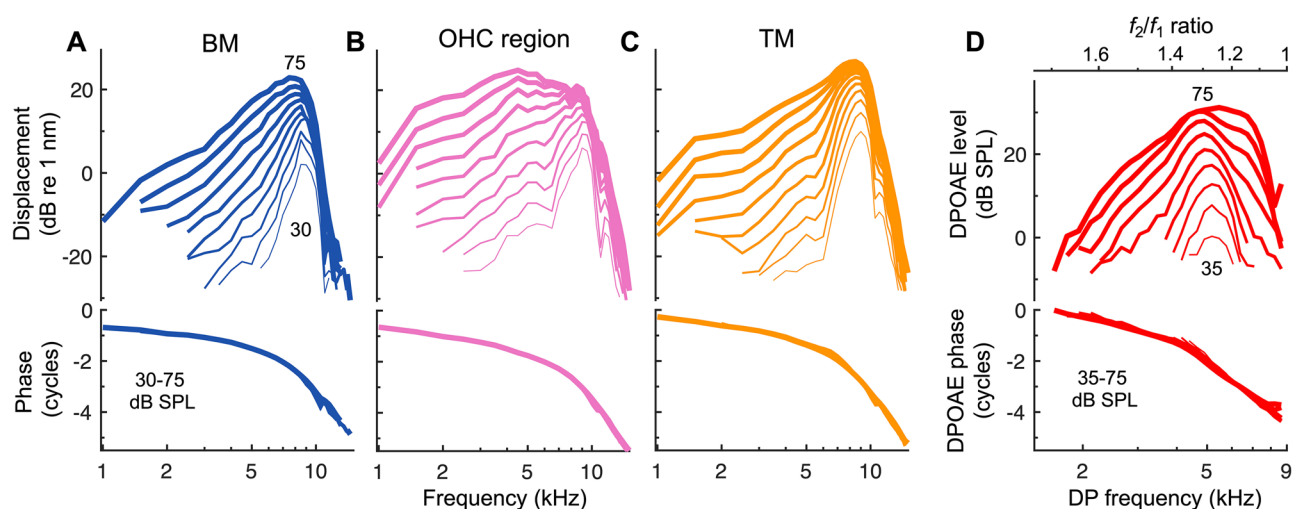 A
BM
B
OHC region
C
TM
D
f2/f1 ratio
1.6
1.4
1.2
1
Displacement
(dB re 1 nm)
20
0
-20
75
30
DPOAE level
(dB SPL)
20
0
75
35
Phase
(cycles)
0
-2
-4
30-75
dB SPL
DPOAE phase
(cycles)
0
-2
-4
35-75
dB SPL
1
2
5
10
1
2
5
10
1
2
5
10
2
5
9
Frequency (kHz)
DP frequency (kHz)